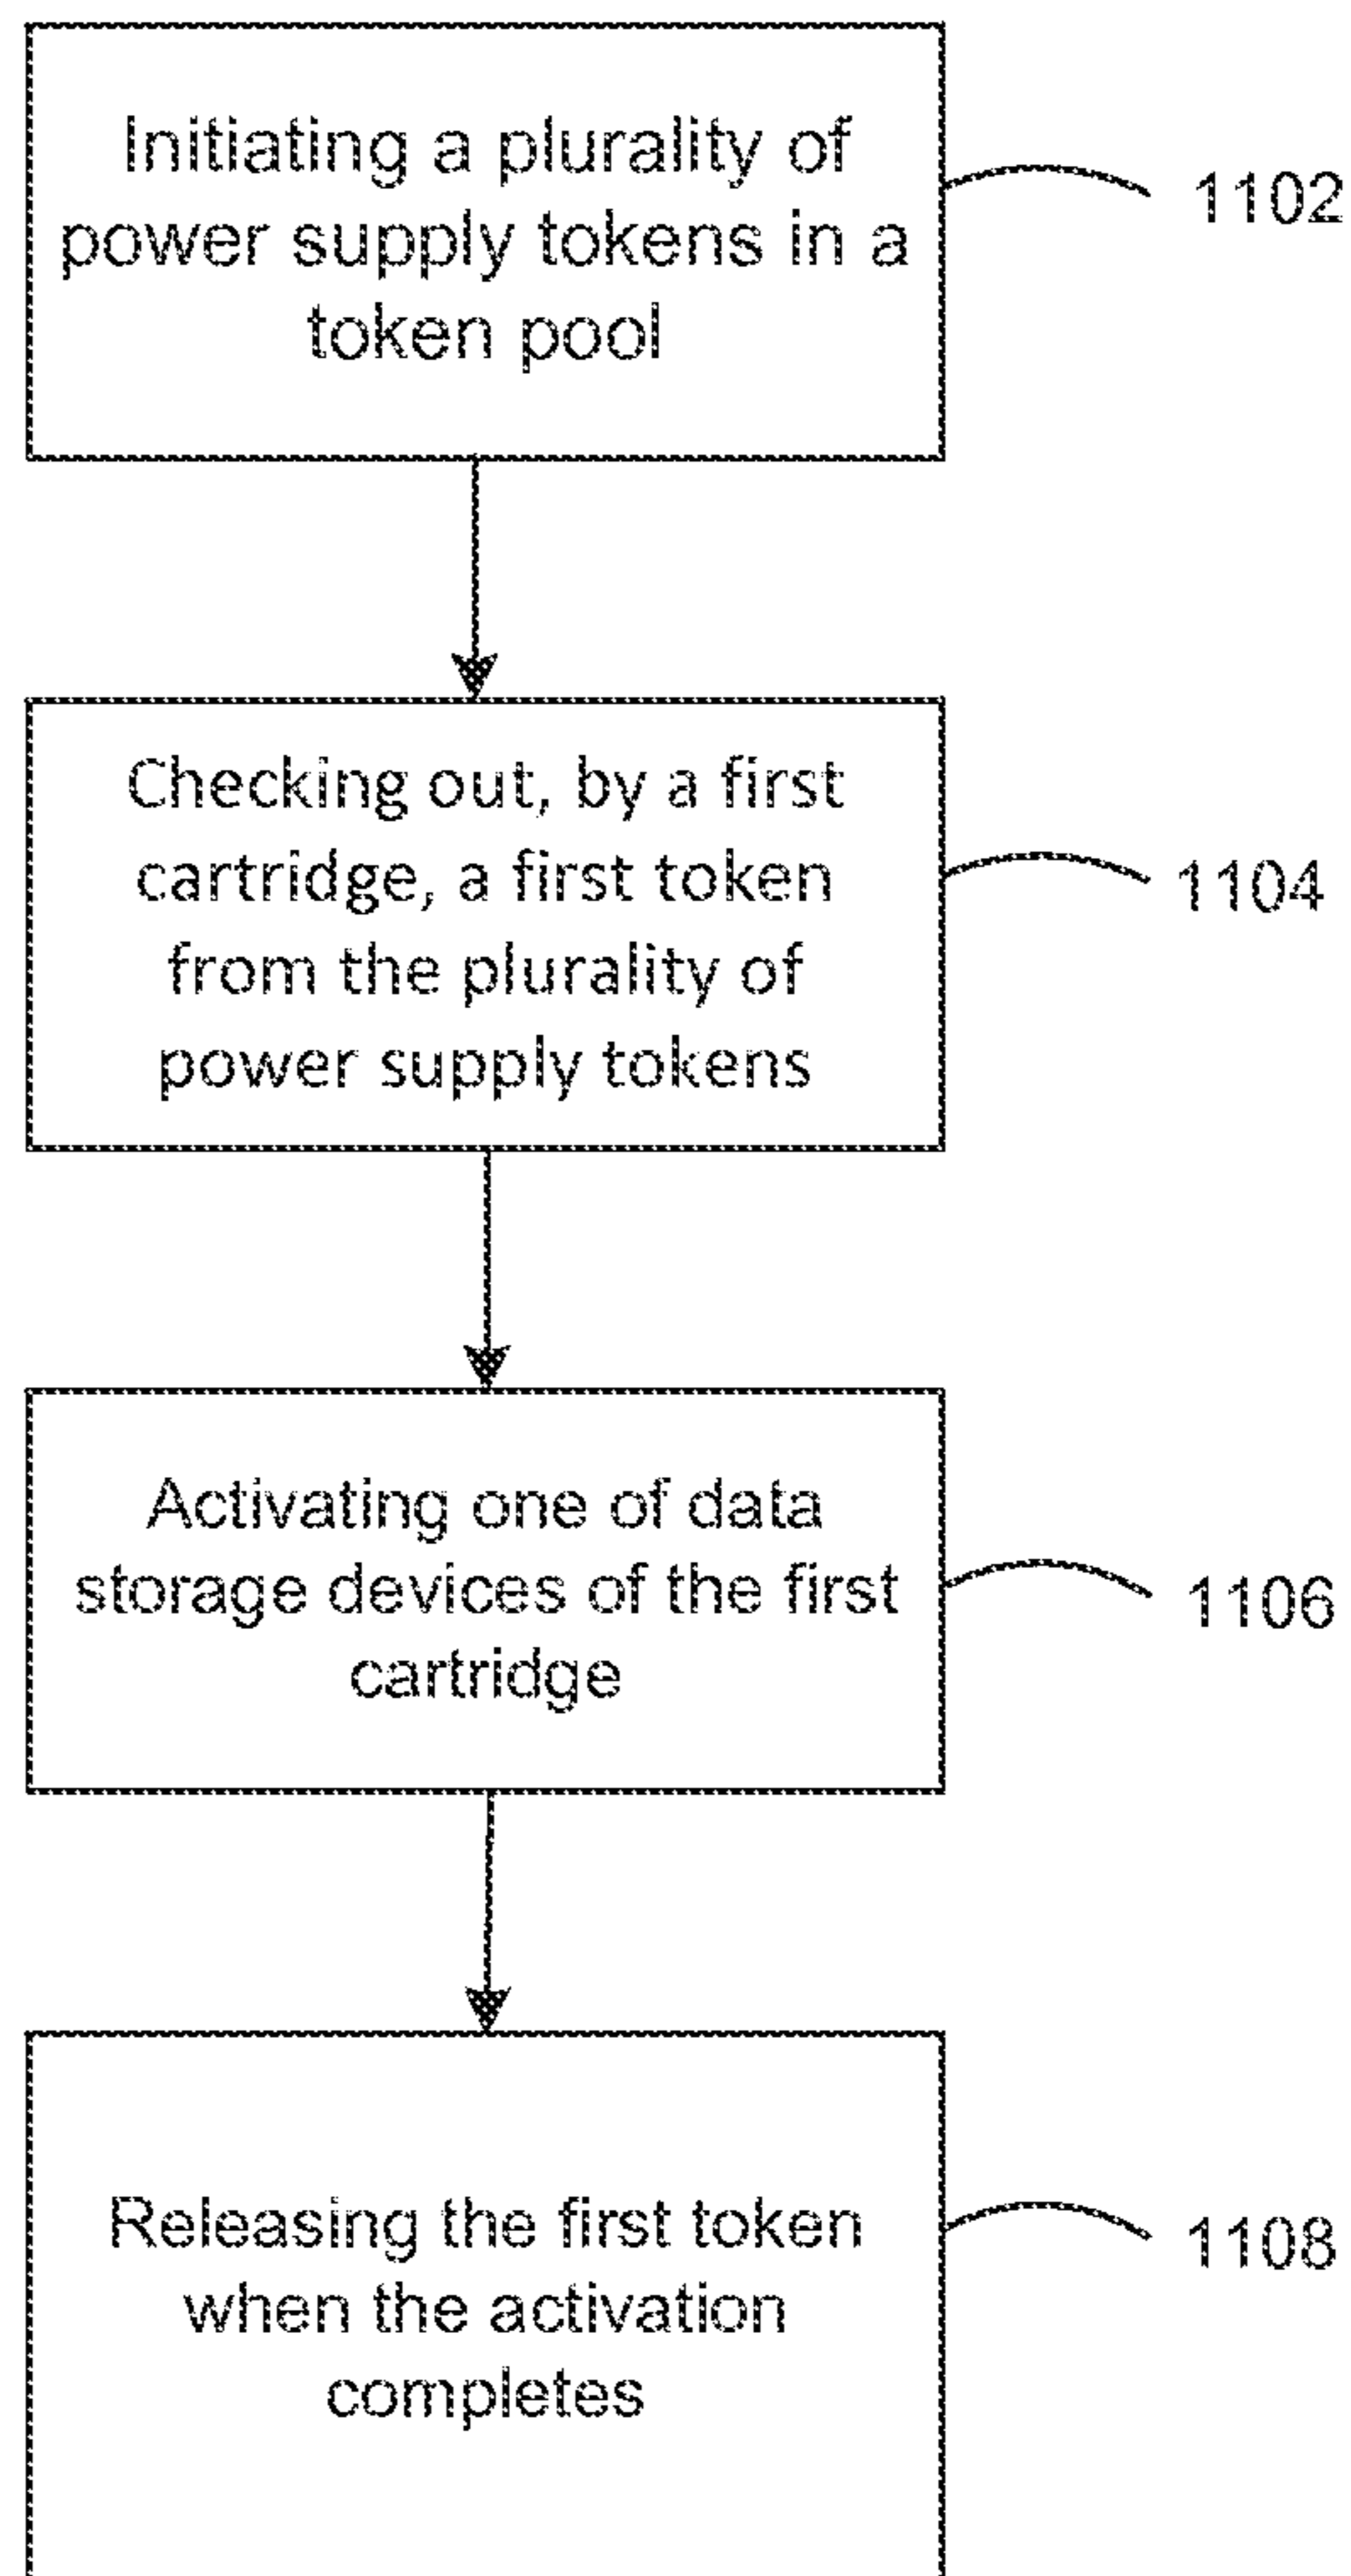 Initiating a plurality of
power supply tokens in a
token pool
1102
Checking out, by a first
cartridge, a first token
from the plurality of
power supply tokens
1104
Activating one of data
storage devices of the first
cartridge
1106
Releasing the first token
when the activation
completes
1108